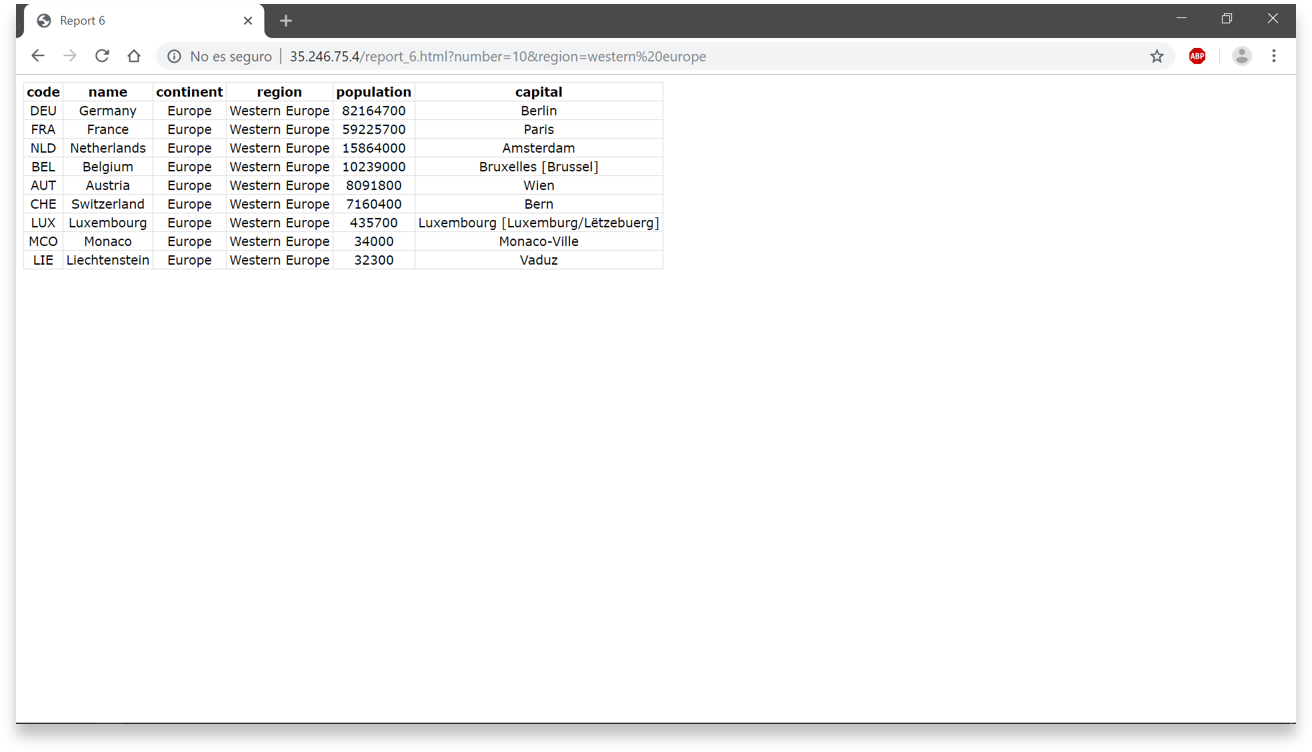 Report 6
No es seguro | 35.246.75.4/report_6.html?number=10&region=western%20europe
ABP
code name continent region population capital
DEU Germany Europe Western Europe 82164700 Berlin
FRA France Europe Western Europe 59225700 Paris
NLD Netherlands Europe Western Europe 15864000 Amsterdam
BEL Belgium Europe Western Europe 10239000 Bruxelles [Brussel]
AUT Austria Europe Western Europe 8091800 Wien
CHE Switzerland Europe Western Europe 7160400 Bern
LUX Luxembourg Europe Western Europe 435700 Luxembourg [Luxemburg/Lëtzebuerg]
MCO Monaco Europe Western Europe 34000 Monaco-Ville
LIE Liechtenstein Europe Western Europe 32300 Vaduz